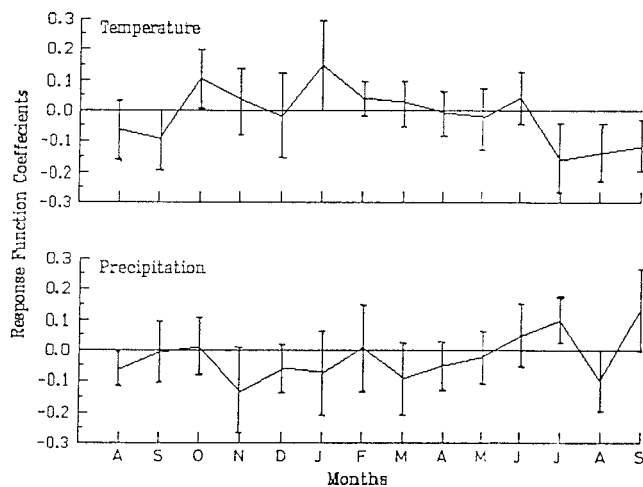 Response Function Coeffecients
Temperature
0.3
0.2
0.1
0.0
-0.1
-0.2
-0.3
Precipitation
0.3
0.2
0.1
0.0
-0.1
-0.2
-0.3
A S O N D J F M A M J J A S
Months